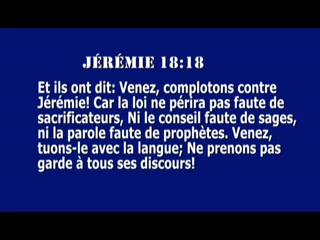 JÉRÉMIE 18:18
Et ils ont dit: Venez, complotons contre
Jérémie! Car la loi ne périra pas faute de
sacrificateurs, Ni le conseil faute de sages,
ni la parole faute de prophètes. Venez,
tuons-le avec la langue; Ne prenons pas
garde à tous ses discours!